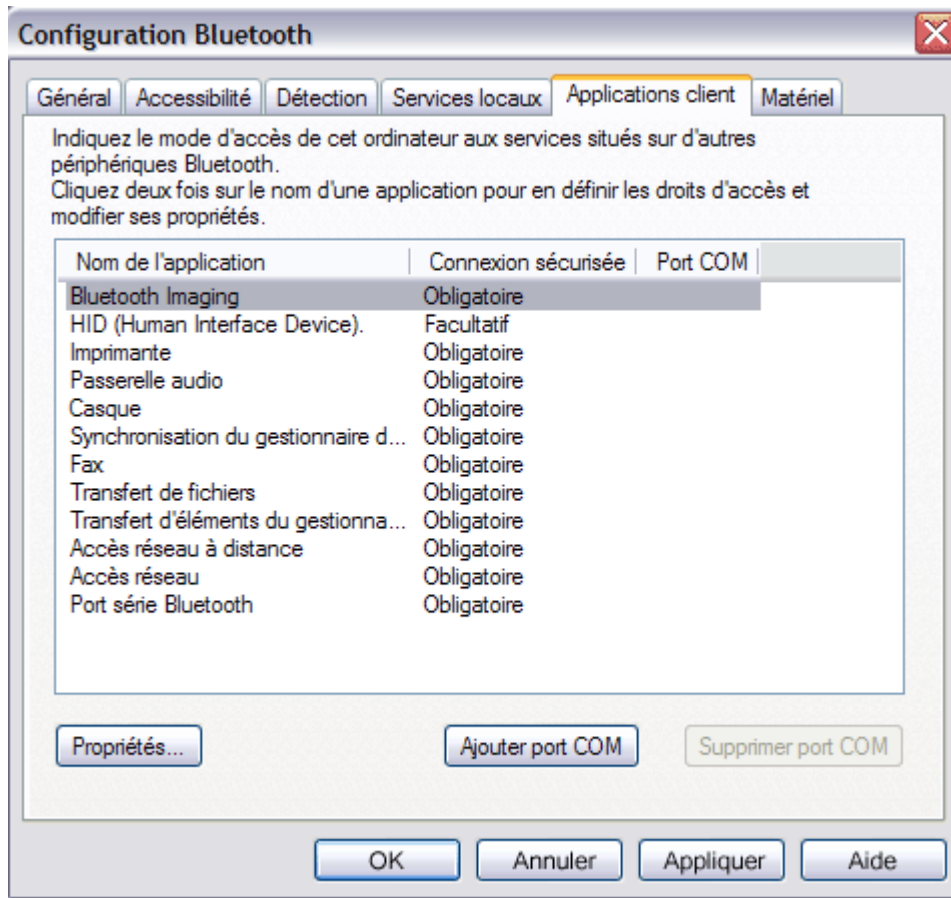 Configuration Bluetooth
Général Accessibilité Détection Services locaux Applications client Matériel
Indiquez le mode d'accès de cet ordinateur aux services situés sur d'autres
périphériques Bluetooth.
Cliquez deux fois sur le nom d'une application pour en définir les droits d'accès et
modifier ses propriétés.
Nom de l'application Connexion sécurisée Port COM
Bluetooth Imaging Obligatoire
HID (Human Interface Device). Facultatif
Imprimante Obligatoire
Passerelle audio Obligatoire
Casque Obligatoire
Synchronisation du gestionnaire d... Obligatoire
Fax Obligatoire
Transfert de fichiers Obligatoire
Transfert d'éléments du gestionna... Obligatoire
Accès réseau à distance Obligatoire
Accès réseau Obligatoire
Port série Bluetooth Obligatoire
Propriétés... Ajouter port COM Supprimer port COM
OK Annuler Appliquer Aide